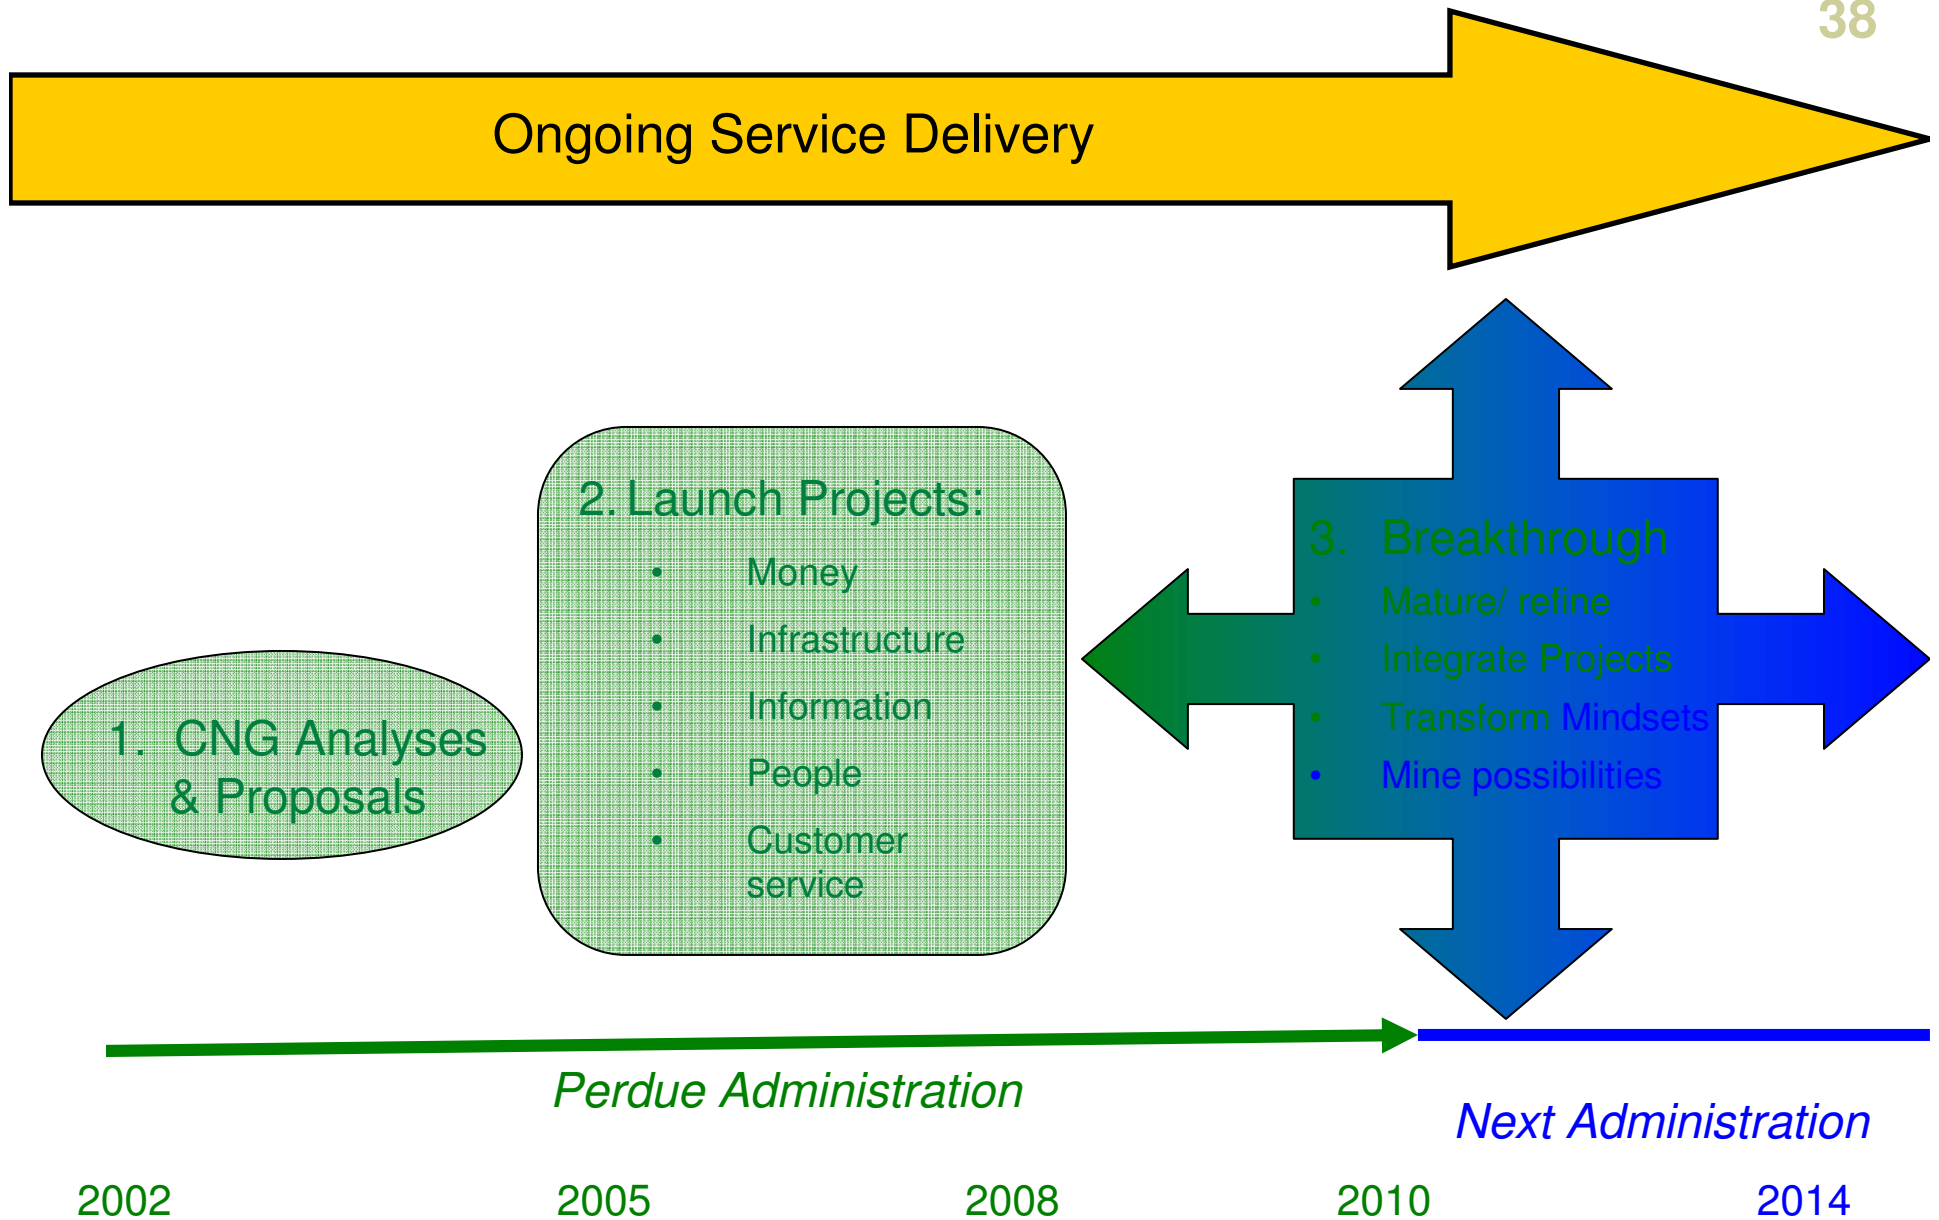 38
Ongoing Service Delivery
1. CNG Analyses
& Proposals
2. Launch Projects:
• Money
• Infrastructure
• Information
• People
• Customer
service
3. Breakthrough
• Mature/ refine
• Integrate Projects
• Transform Mindsets
• Mine possibilities
Perdue Administration
Next Administration
2002 2005 2008 2010 2014